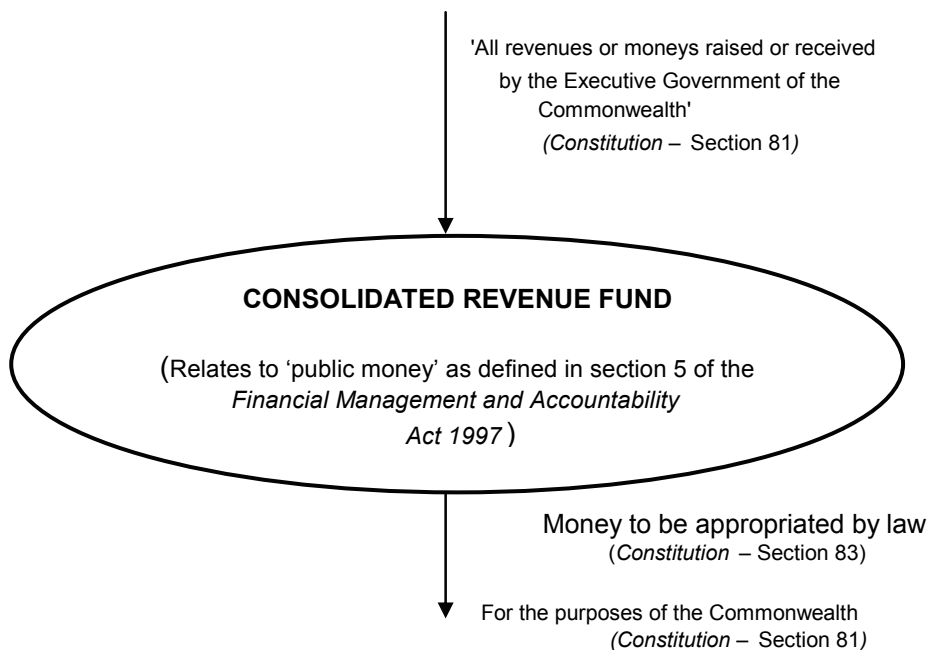 'All revenues or moneys raised or received
by the Executive Government of the
Commonwealth'
(Constitution – Section 81)
CONSOLIDATED REVENUE FUND
(Relates to ‘public money’ as defined in section 5 of the
Financial Management and Accountability
Act 1997)
Money to be appropriated by law
(Constitution – Section 83)
For the purposes of the Commonwealth
(Constitution – Section 81)